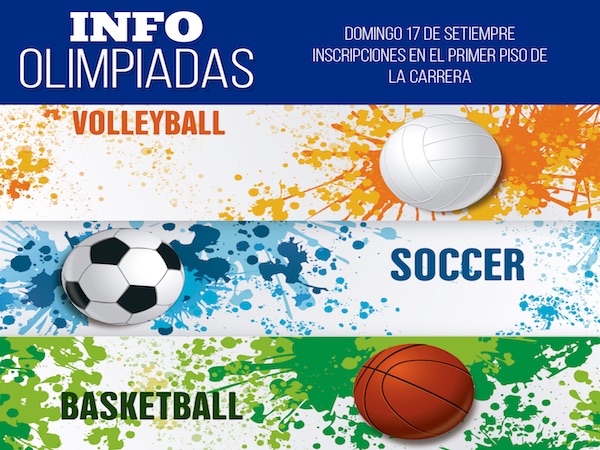 INFO
OLIMPIADAS
DOMINGO 17 DE SETIEMPRE
INSCRIPCIONES EN EL PRIMER PISO DE
LA CARRERA
VOLLEYBALL
SOCCER
BASKETBALL